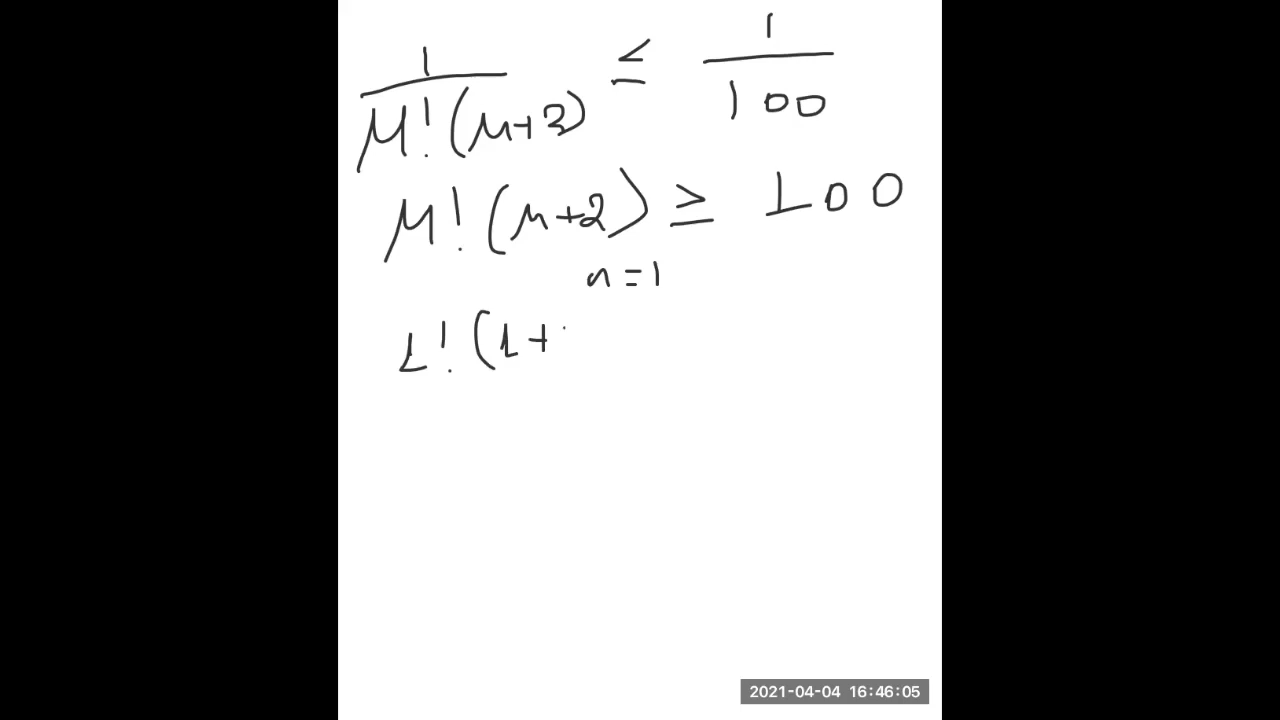 1/(n!(n+3)) ≤ 1/100
n!(n+2) ≥ 100
n=1
1!(1+
2021-04-04 16:46:05